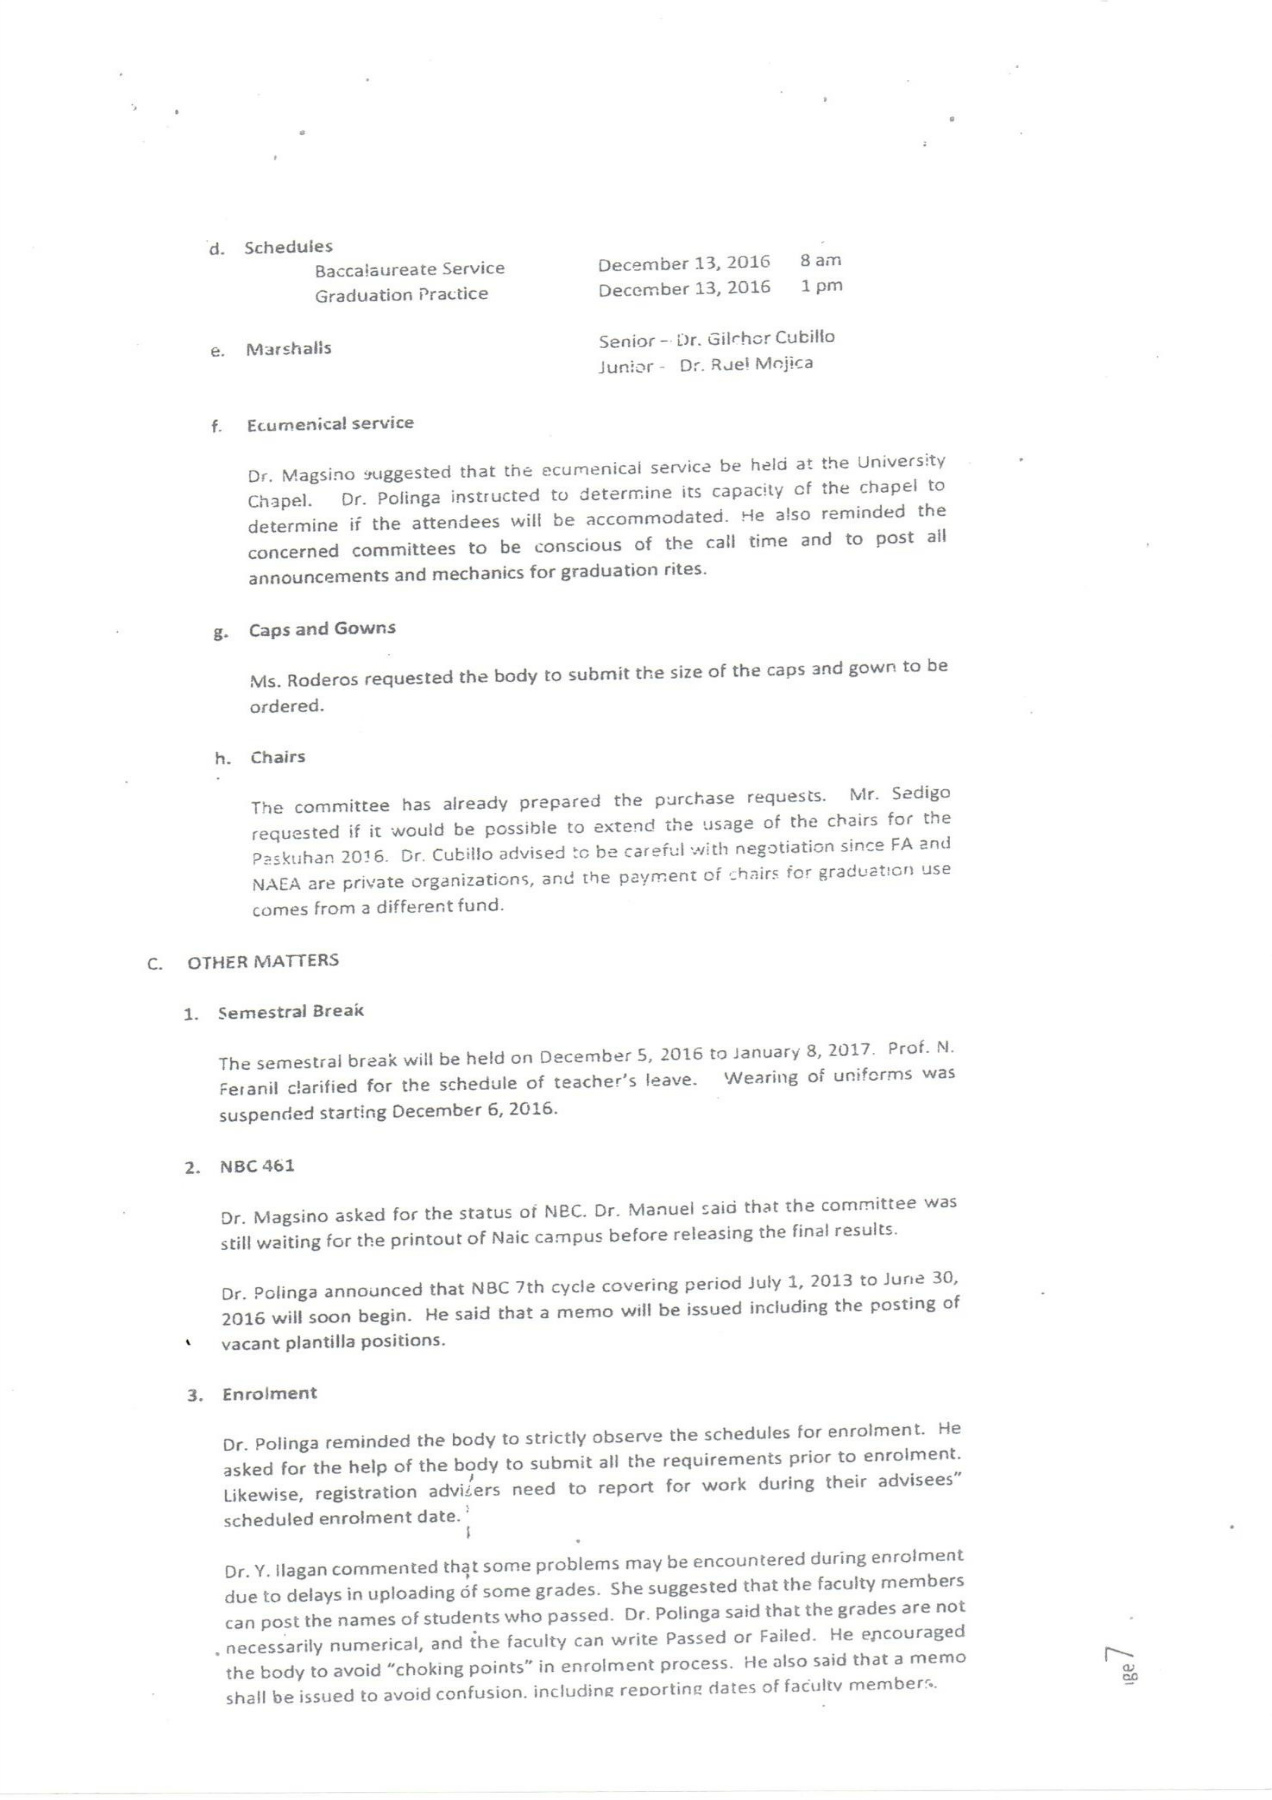 d. Schedules
Baccalaureate Service December 13, 2016 8 am
Graduation Practice December 13, 2016 1 pm
e. Marshalls Senior – Dr. Gilchor Cubillo
Junior - Dr. Ruel Mojica
f. Ecumenical service
Dr. Magsino suggested that the ecumenical service be held at the University
Chapel. Dr. Polinga instructed to determine its capacity of the chapel to
determine if the attendees will be accommodated. He also reminded the
concerned committees to be conscious of the call time and to post all
announcements and mechanics for graduation rites.
g. Caps and Gowns
Ms. Roderos requested the body to submit the size of the caps and gown to be
ordered.
h. Chairs
The committee has already prepared the purchase requests. Mr. Sedigo
requested if it would be possible to extend the usage of the chairs for the
Paskuhan 2016. Dr. Cubillo advised to be careful with negotiation since FA and
NAEA are private organizations, and the payment of chairs for graduation use
comes from a different fund.
C. OTHER MATTERS
1. Semestral Break
The semestral break will be held on December 5, 2016 to January 8, 2017. Prof. N.
Feranil clarified for the schedule of teacher's leave. Wearing of uniforms was
suspended starting December 6, 2016.
2. NBC 461
Dr. Magsino asked for the status of NBC. Dr. Manuel said that the committee was
still waiting for the printout of Naic campus before releasing the final results.
Dr. Polinga announced that NBC 7th cycle covering period July 1, 2013 to June 30,
2016 will soon begin. He said that a memo will be issued including the posting of
vacant plantilla positions.
3. Enrolment
Dr. Polinga reminded the body to strictly observe the schedules for enrolment. He
asked for the help of the body to submit all the requirements prior to enrolment.
Likewise, registration advisers need to report for work during their advisees"
scheduled enrolment date.
Dr. Y. Ilagan commented that some problems may be encountered during enrolment
due to delays in uploading of some grades. She suggested that the faculty members
can post the names of students who passed. Dr. Polinga said that the grades are not
necessarily numerical, and the faculty can write Passed or Failed. He encouraged
the body to avoid "choking points" in enrolment process. He also said that a memo
shall be issued to avoid confusion, including reporting dates of faculty members.
7